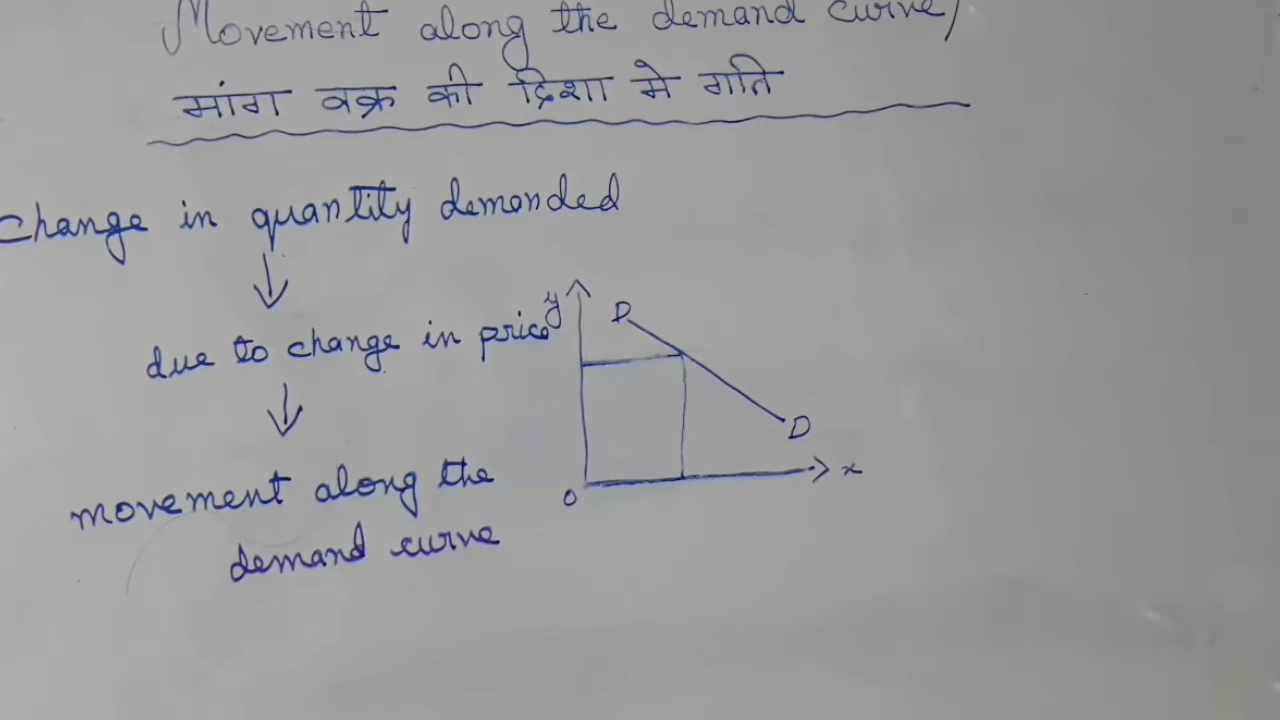 Movement along the demand curve/
मांग वक्र की दिशा मे गति
change in quantity demanded
↓
due to change in price
↓
movement along the
demand curve
y
D
D
O
x